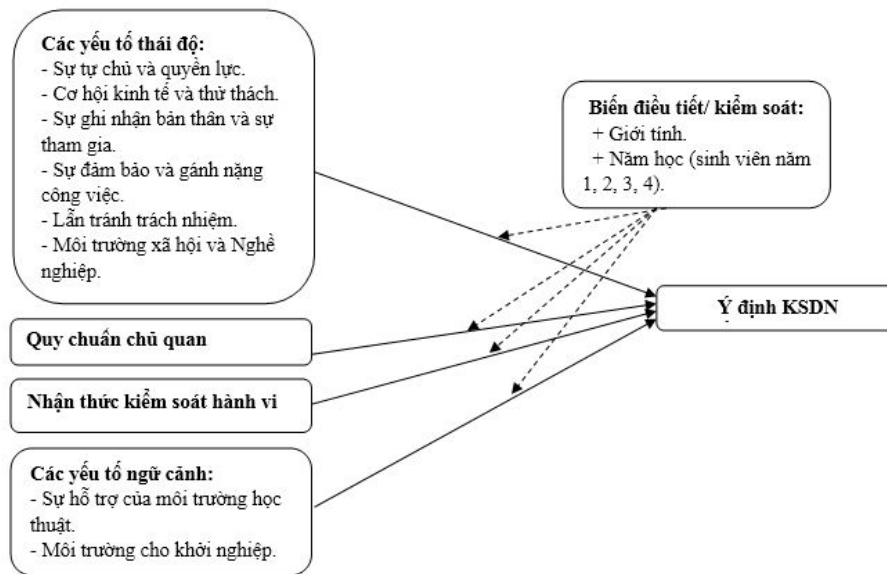 Các yếu tố thái độ:
- Sự tự chủ và quyền lực.
- Cơ hội kinh tế và thử thách.
- Sự ghi nhận bản thân và sự
tham gia.
- Sự đảm bảo và gánh nặng
công việc.
- Lẫn tránh trách nhiệm.
- Môi trường xã hội và Nghề
nghiệp.
Biến điều tiết/ kiểm soát:
+ Giới tính.
+ Năm học (sinh viên năm
1, 2, 3, 4).
Ý định KSDN
Quy chuẩn chủ quan
Nhận thức kiểm soát hành vi
Các yếu tố ngữ cảnh:
- Sự hỗ trợ của môi trường học
thuật.
- Môi trường cho khởi nghiệp.